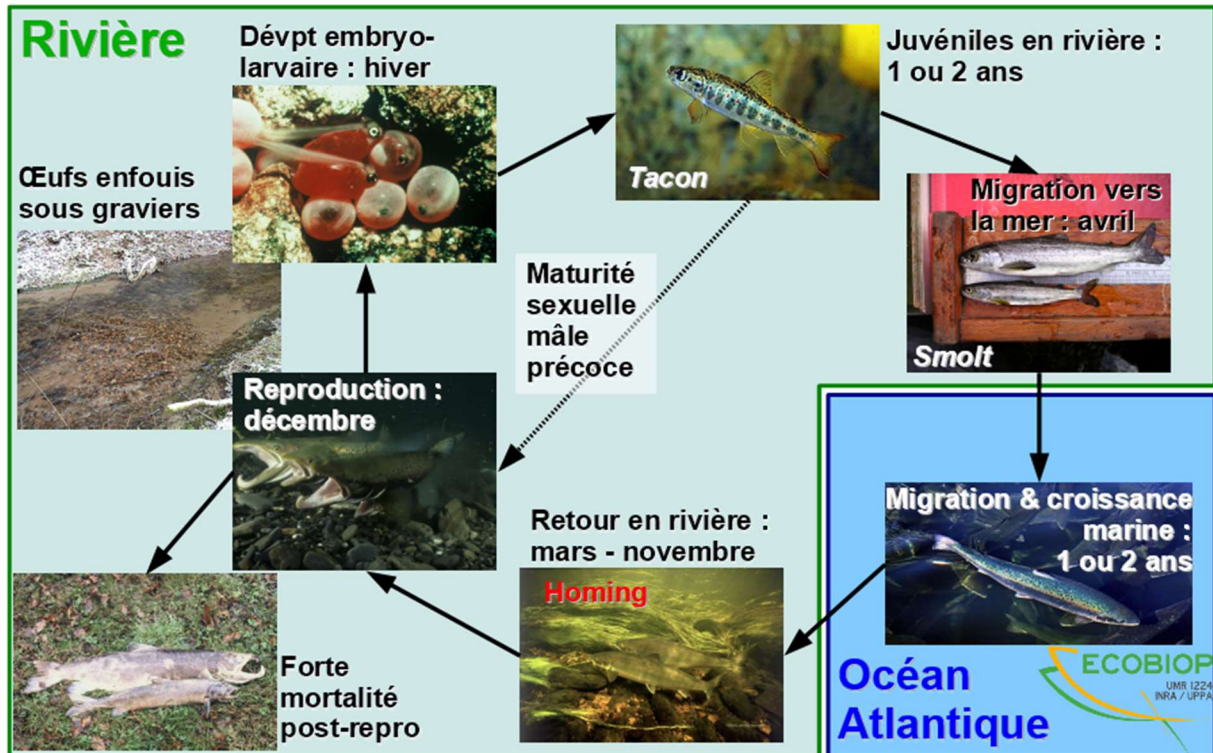 Rivière
Dévpt embryo-
larvaire : hiver
Juvéniles en rivière :
1 ou 2 ans
Œufs enfouis
sous graviers
Tacon
Migration vers
la mer : avril
Smolt
Maturité
sexuelle
mâle
précoce
Reproduction :
décembre
Migration & croissance
marine :
1 ou 2 ans
Retour en rivière :
mars - novembre
Homing
Forte
mortalité
post-repro
Océan
Atlantique
ECOBIOP
UMR 1224
INRA / UPPA